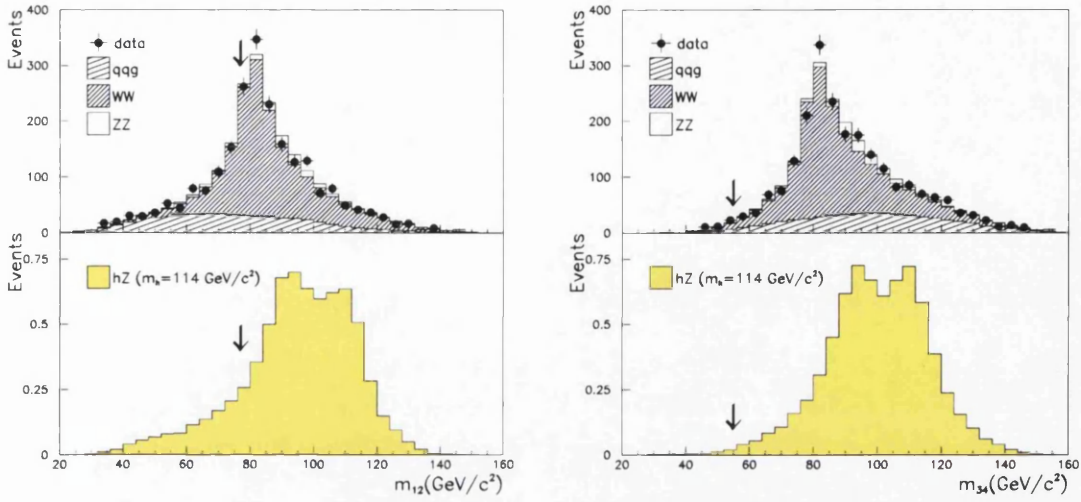 Events
400
300
200
100
0
data
qqg
WW
ZZ
Events
0.75
0.5
0.25
0
hZ (mₕ=114 GeV/c²)
20 40 60 80 100 120 140 160
m₁₂(GeV/c²)
Events
400
300
200
100
0
data
qqg
WW
ZZ
Events
0.75
0.5
0.25
0
hZ (mₕ=114 GeV/c²)
20 40 60 80 100 120 140 160
m₃₄(GeV/c²)